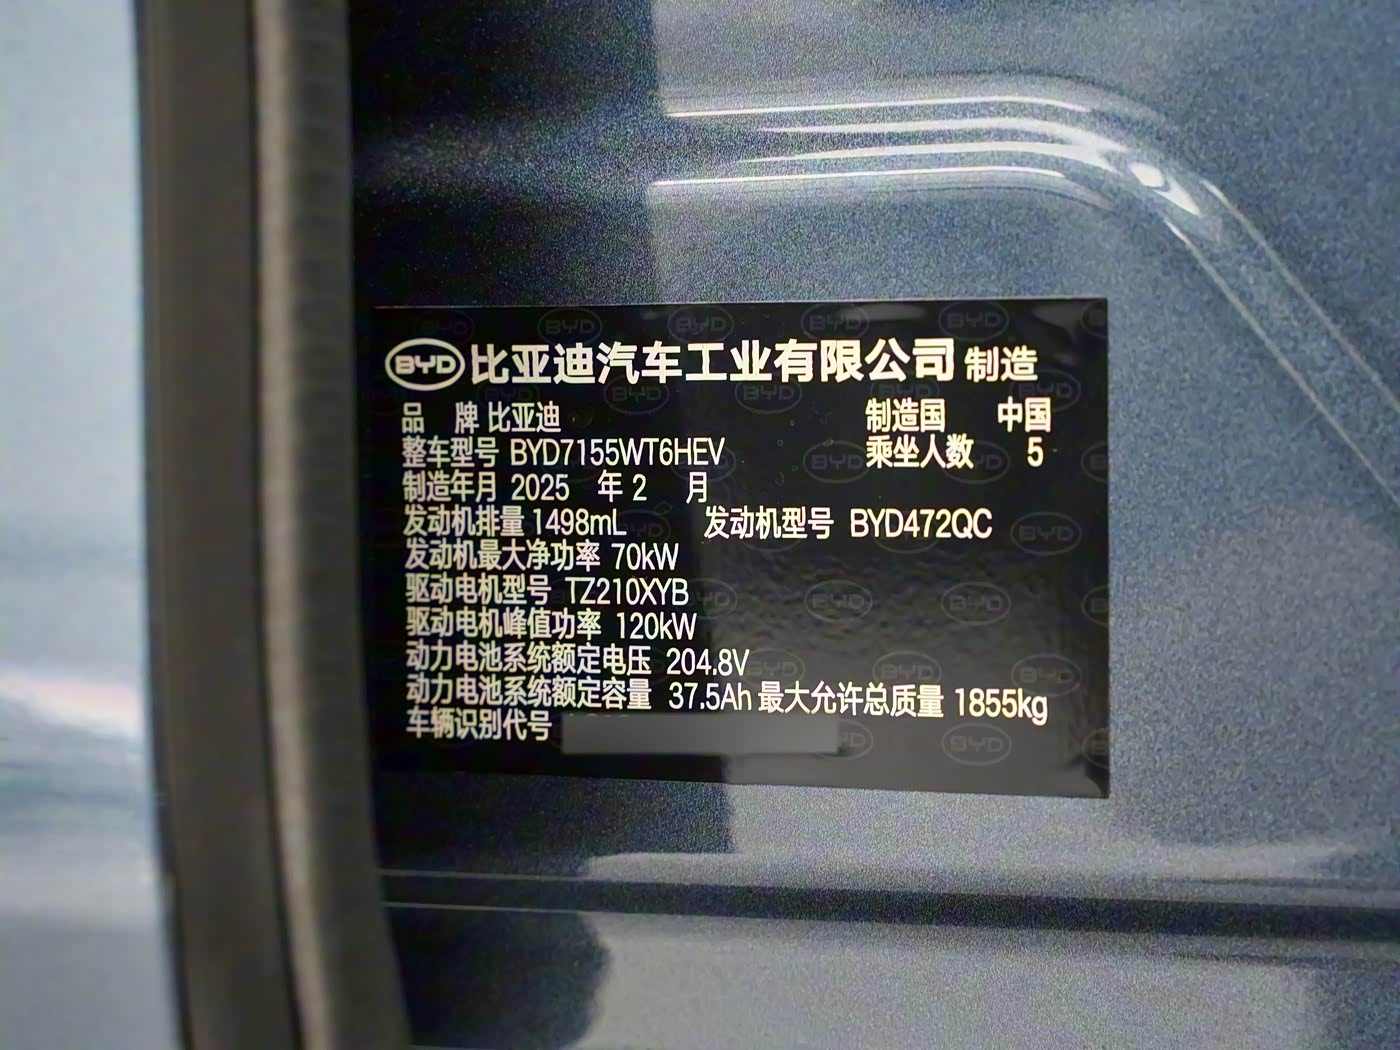 BYD 比亚迪汽车工业有限公司 制造
品 牌 比亚迪 制造国 中国
整车型号 BYD7155WT6HEV 乘坐人数 5
制造年月 2025 年 2 月
发动机排量 1498mL 发动机型号 BYD472QC
发动机最大净功率 70kW
驱动电机型号 TZ210XYB
驱动电机峰值功率 120kW
动力电池系统额定电压 204.8V
动力电池系统额定容量 37.5Ah 最大允许总质量 1855kg
车辆识别代号